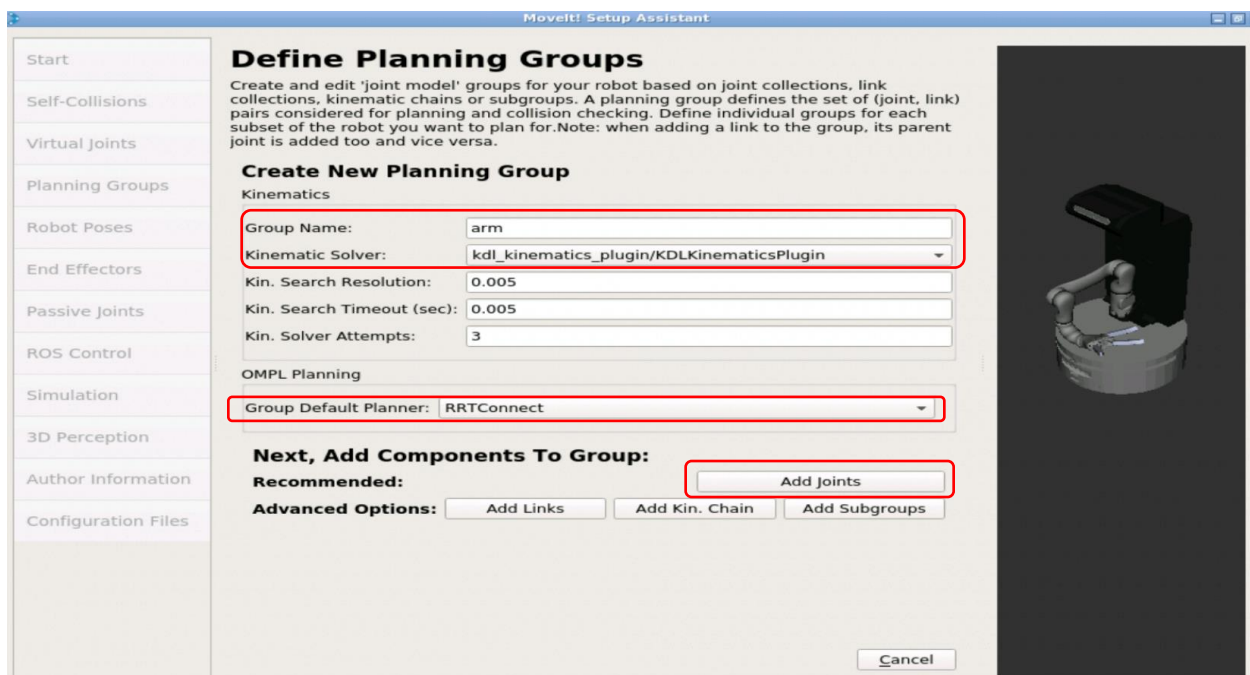 MoveIt! Setup Assistant
Start
Self-Collisions
Virtual Joints
Planning Groups
Robot Poses
End Effectors
Passive Joints
ROS Control
Simulation
3D Perception
Author Information
Configuration Files
Define Planning Groups
Create and edit 'joint model' groups for your robot based on joint collections, link
collections, kinematic chains or subgroups. A planning group defines the set of (joint, link)
pairs considered for planning and collision checking. Define individual groups for each
subset of the robot you want to plan for.Note: when adding a link to the group, its parent
joint is added too and vice versa.
Create New Planning Group
Kinematics
Group Name: arm
Kinematic Solver: kdl_kinematics_plugin/KDLKinematicsPlugin
Kin. Search Resolution: 0.005
Kin. Search Timeout (sec): 0.005
Kin. Solver Attempts: 3
OMPL Planning
Group Default Planner: RRTConnect
Next, Add Components To Group:
Recommended: Add Joints
Advanced Options: Add Links Add Kin. Chain Add Subgroups
Cancel